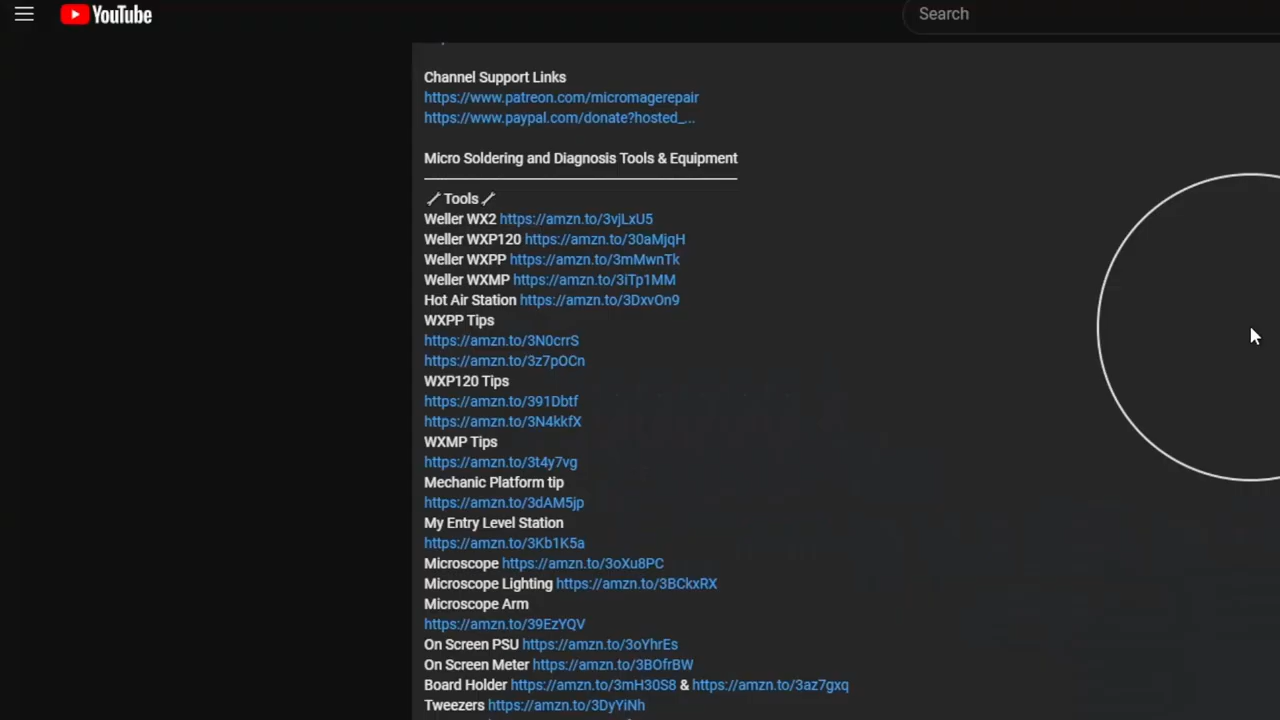 YouTube
Search
Channel Support Links
https://www.patreon.com/micromagerepair
https://www.paypal.com/donate?hosted_...
Micro Soldering and Diagnosis Tools & Equipment
Tools
Weller WX2 https://amzn.to/3vjLxU5
Weller WXP120 https://amzn.to/30aMjqH
Weller WXPP https://amzn.to/3mMwnTk
Weller WXMP https://amzn.to/3iTp1MM
Hot Air Station https://amzn.to/3DxvOn9
WXPP Tips
https://amzn.to/3N0crrS
https://amzn.to/3z7pOCn
WXP120 Tips
https://amzn.to/391Dbtf
https://amzn.to/3N4kkfX
WXMP Tips
https://amzn.to/3t4y7vg
Mechanic Platform tip
https://amzn.to/3dAM5jp
My Entry Level Station
https://amzn.to/3Kb1K5a
Microscope https://amzn.to/3oXu8PC
Microscope Lighting https://amzn.to/3BCkxRX
Microscope Arm
https://amzn.to/39EzYQV
On Screen PSU https://amzn.to/3oYhrEs
On Screen Meter https://amzn.to/3BOfrBW
Board Holder https://amzn.to/3mH30S8 & https://amzn.to/3az7gxq
Tweezers https://amzn.to/3DyYiNh